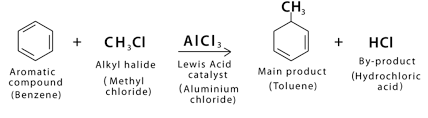 CH₃
+ CH₃Cl AlCl₃ + HCl
Aromatic compound (Benzene)
Alkyl halide (Methyl chloride)
Lewis Acid catalyst (Aluminium chloride)
Main product (Toluene)
By-product (Hydrochloric acid)